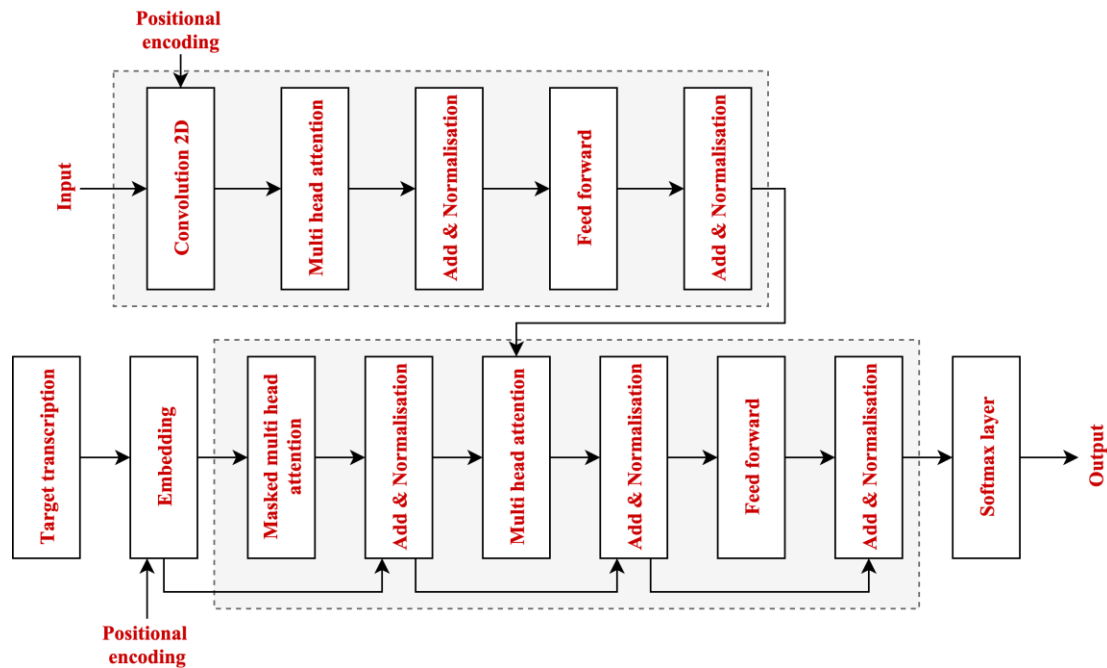 Positional
encoding
Input
Convolution 2D
Multi head attention
Add & Normalisation
Feed forward
Add & Normalisation
Target transcription
Embedding
Masked multi head
attention
Add & Normalisation
Multi head attention
Add & Normalisation
Feed forward
Add & Normalisation
Softmax layer
Output
Positional
encoding